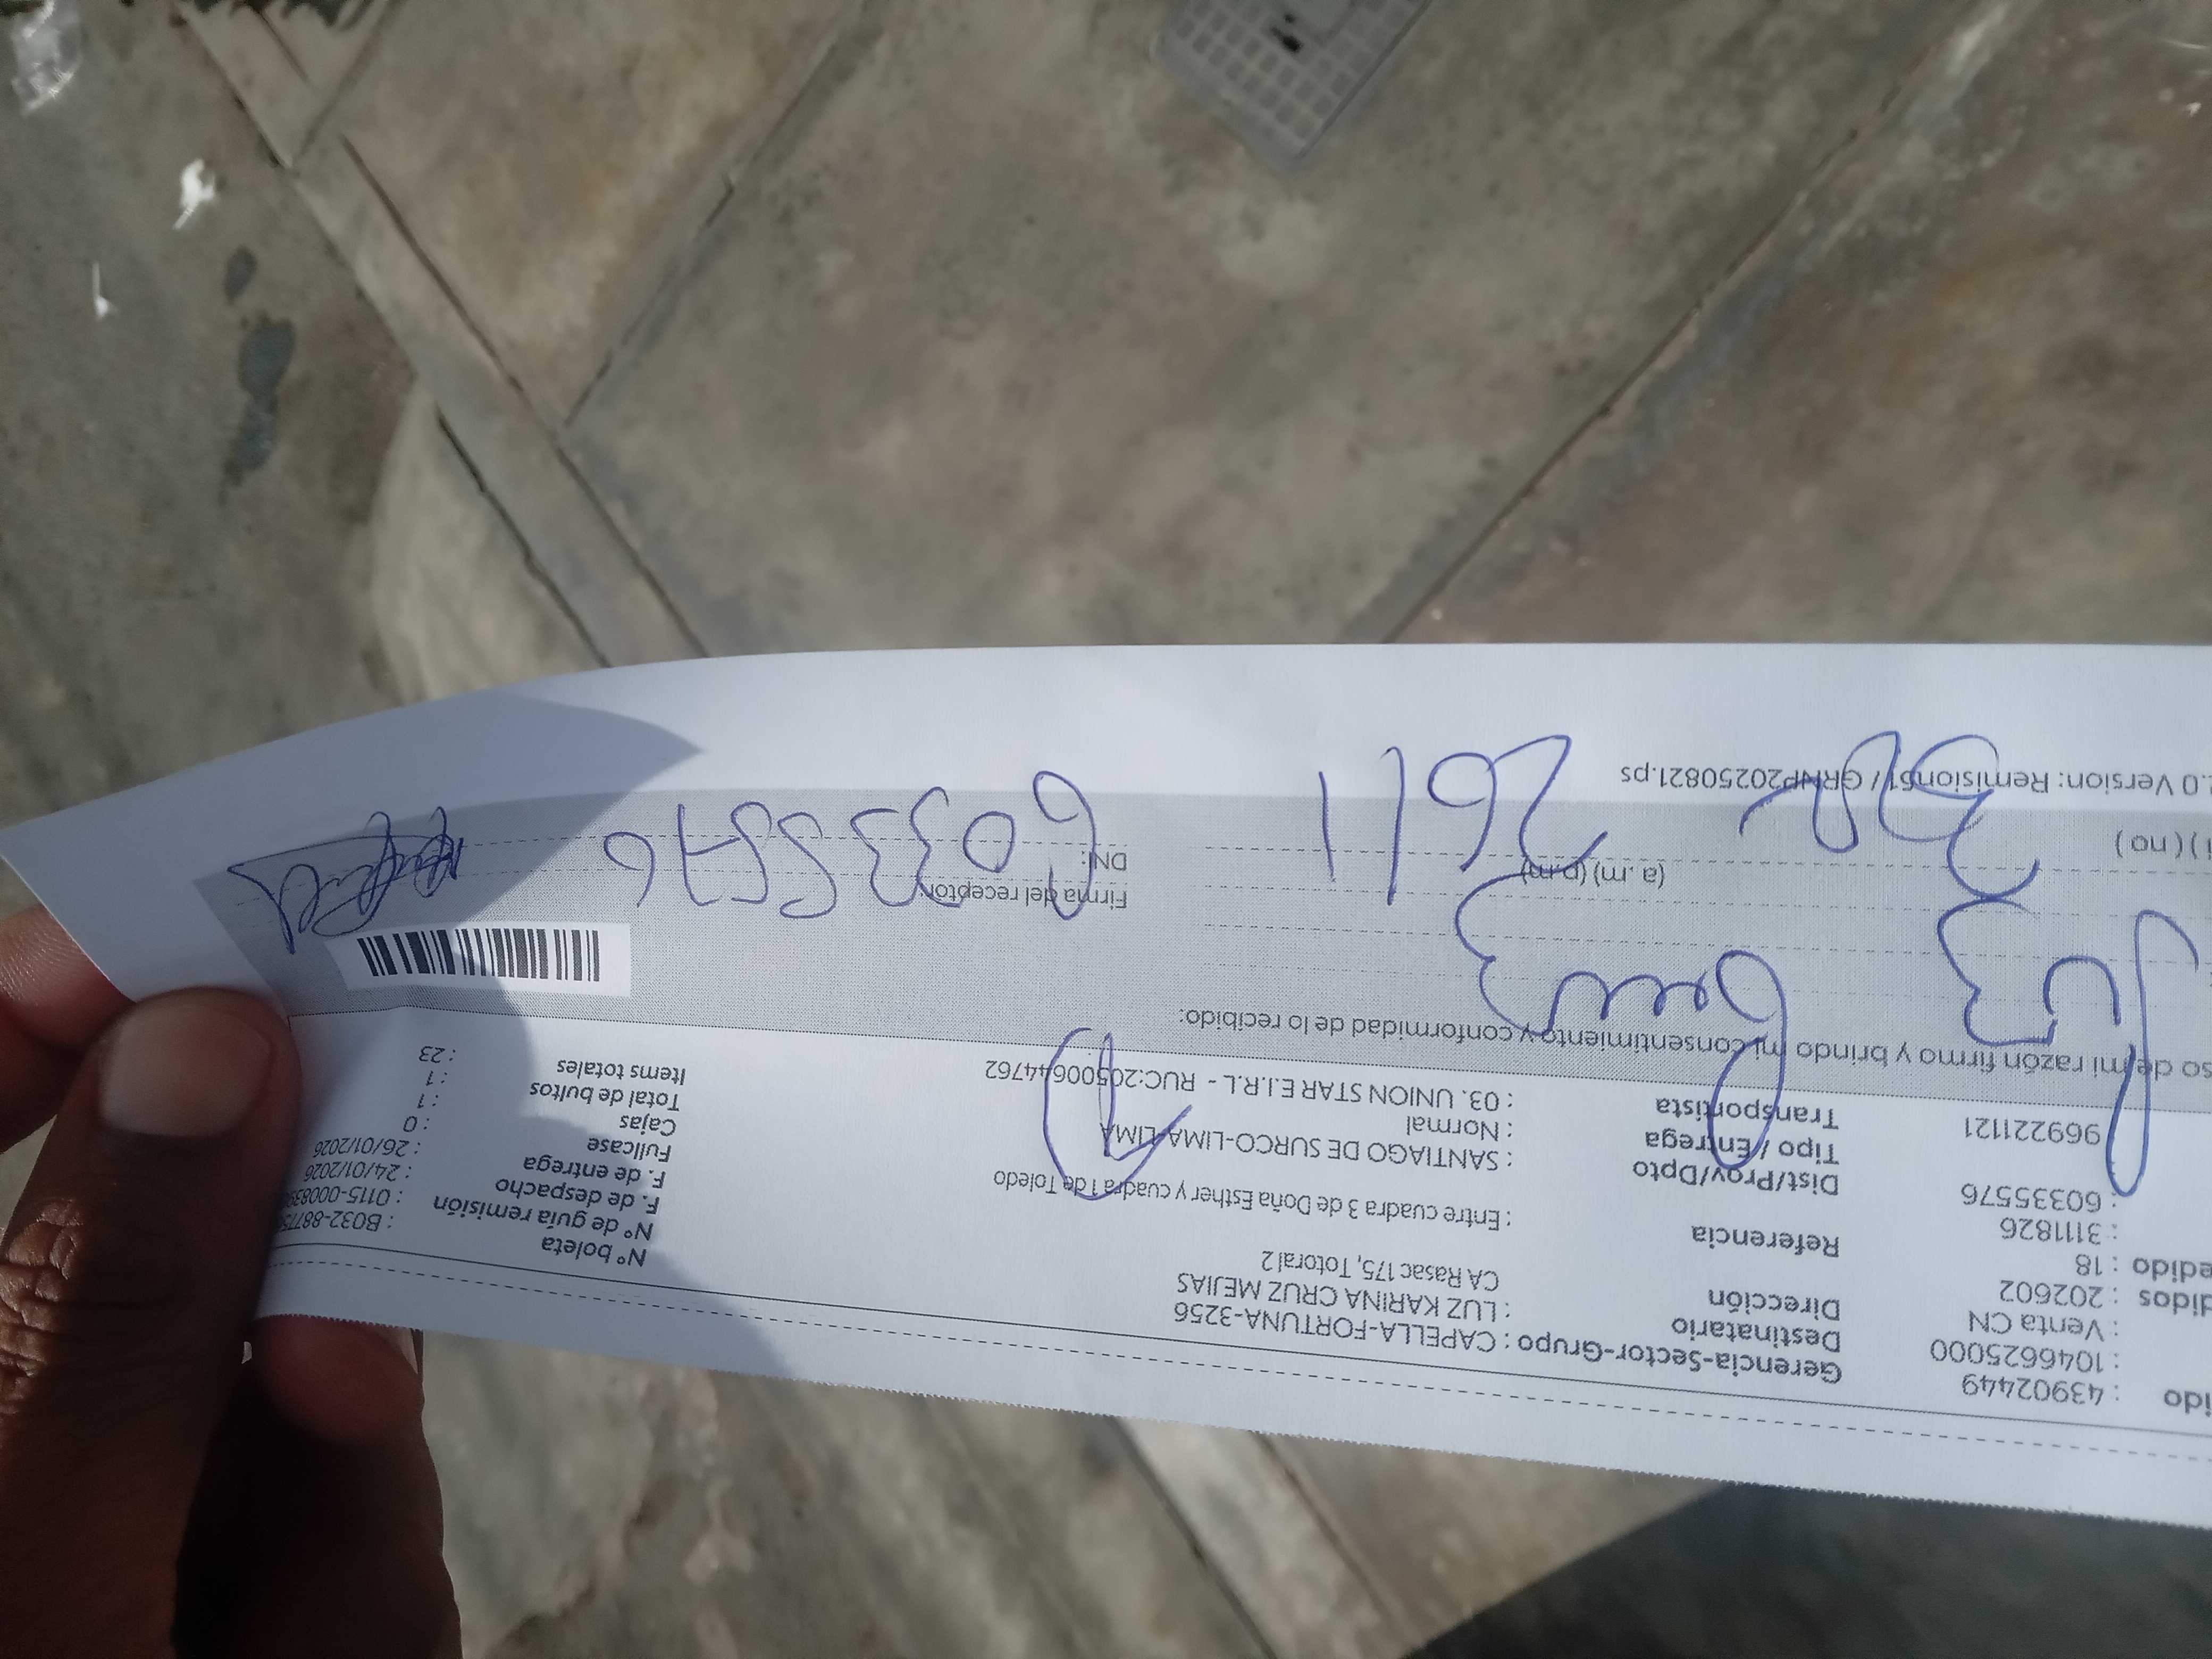 ido : 43902449
: 1046625000
: Venta CN
didos : 202602
edido : 18
: 3111826
: 60335576
969221121
Gerencia-Sector-Grupo : CAPELLA-FORTUNA-3256
Destinatario : LUZ KARINA CRUZ MEJIAS
Dirección CA Rasac 175, Totoral 2
Referencia : Entre cuadra 3 de Doña Esther y cuadra 1 de Toledo
Dist/Prov/Dpto : SANTIAGO DE SURCO-LIMA-LIMA
Tipo / Entrega : Normal
Transportista : 03. UNION STAR E.I.R.L - RUC:20500644762
N° boleta : B032-8877
N° de guía remisión : 0115-00083
F. de despacho : 24/01/2026
F. de entrega : 26/01/2026
Fullcase : 0
Cajas : 1
Total de bultos : 1
Items totales : 23
so de mi razón firmo y brindo mi consentimiento y conformidad de lo recibido:
Luz Cruz
Firma del receptor:
DNI: 60335576
(a. m) (p.m)
i ) ( no )
.0 Version: Remision51 / GRNP20250821.ps